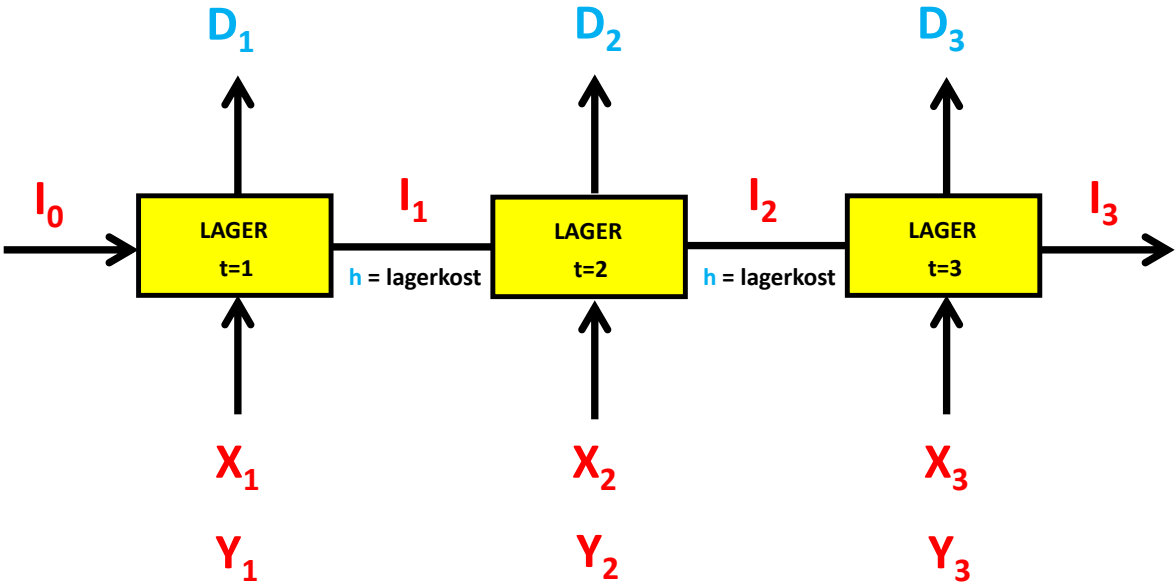 D₁ D₂ D₃
I₀ I₁ I₂ I₃
LAGER LAGER LAGER
t=1 t=2 t=3
h = lagerkost h = lagerkost
X₁ X₂ X₃
Y₁ Y₂ Y₃